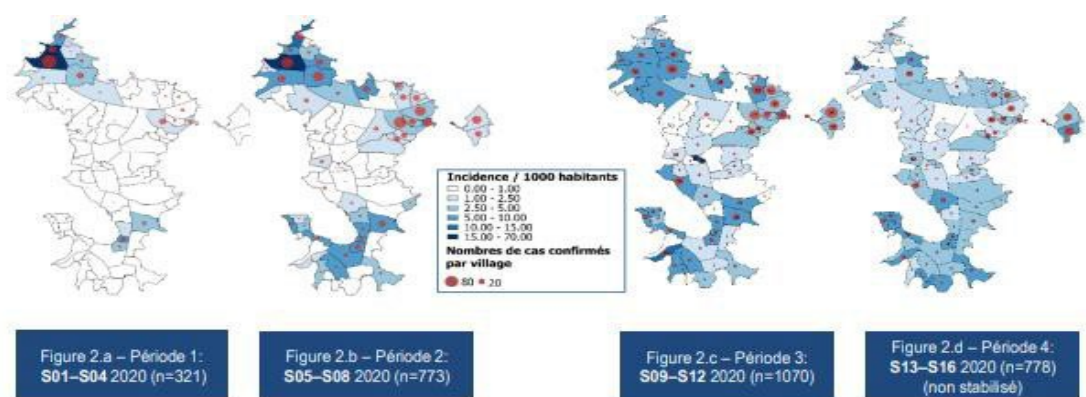 Incidence / 1000 habitants
0.00 - 1.00
1.00 - 2.50
2.50 - 5.00
5.00 - 10.00
10.00 - 15.00
15.00 - 70.00
Nombres de cas confirmés
par village
80 20
Figure 2.a – Période 1:
S01–S04 2020 (n=321)
Figure 2.b – Période 2:
S05–S08 2020 (n=773)
Figure 2.c – Période 3:
S09–S12 2020 (n=1070)
Figure 2.d – Période 4:
S13–S16 2020 (n=778)
(non stabilisé)